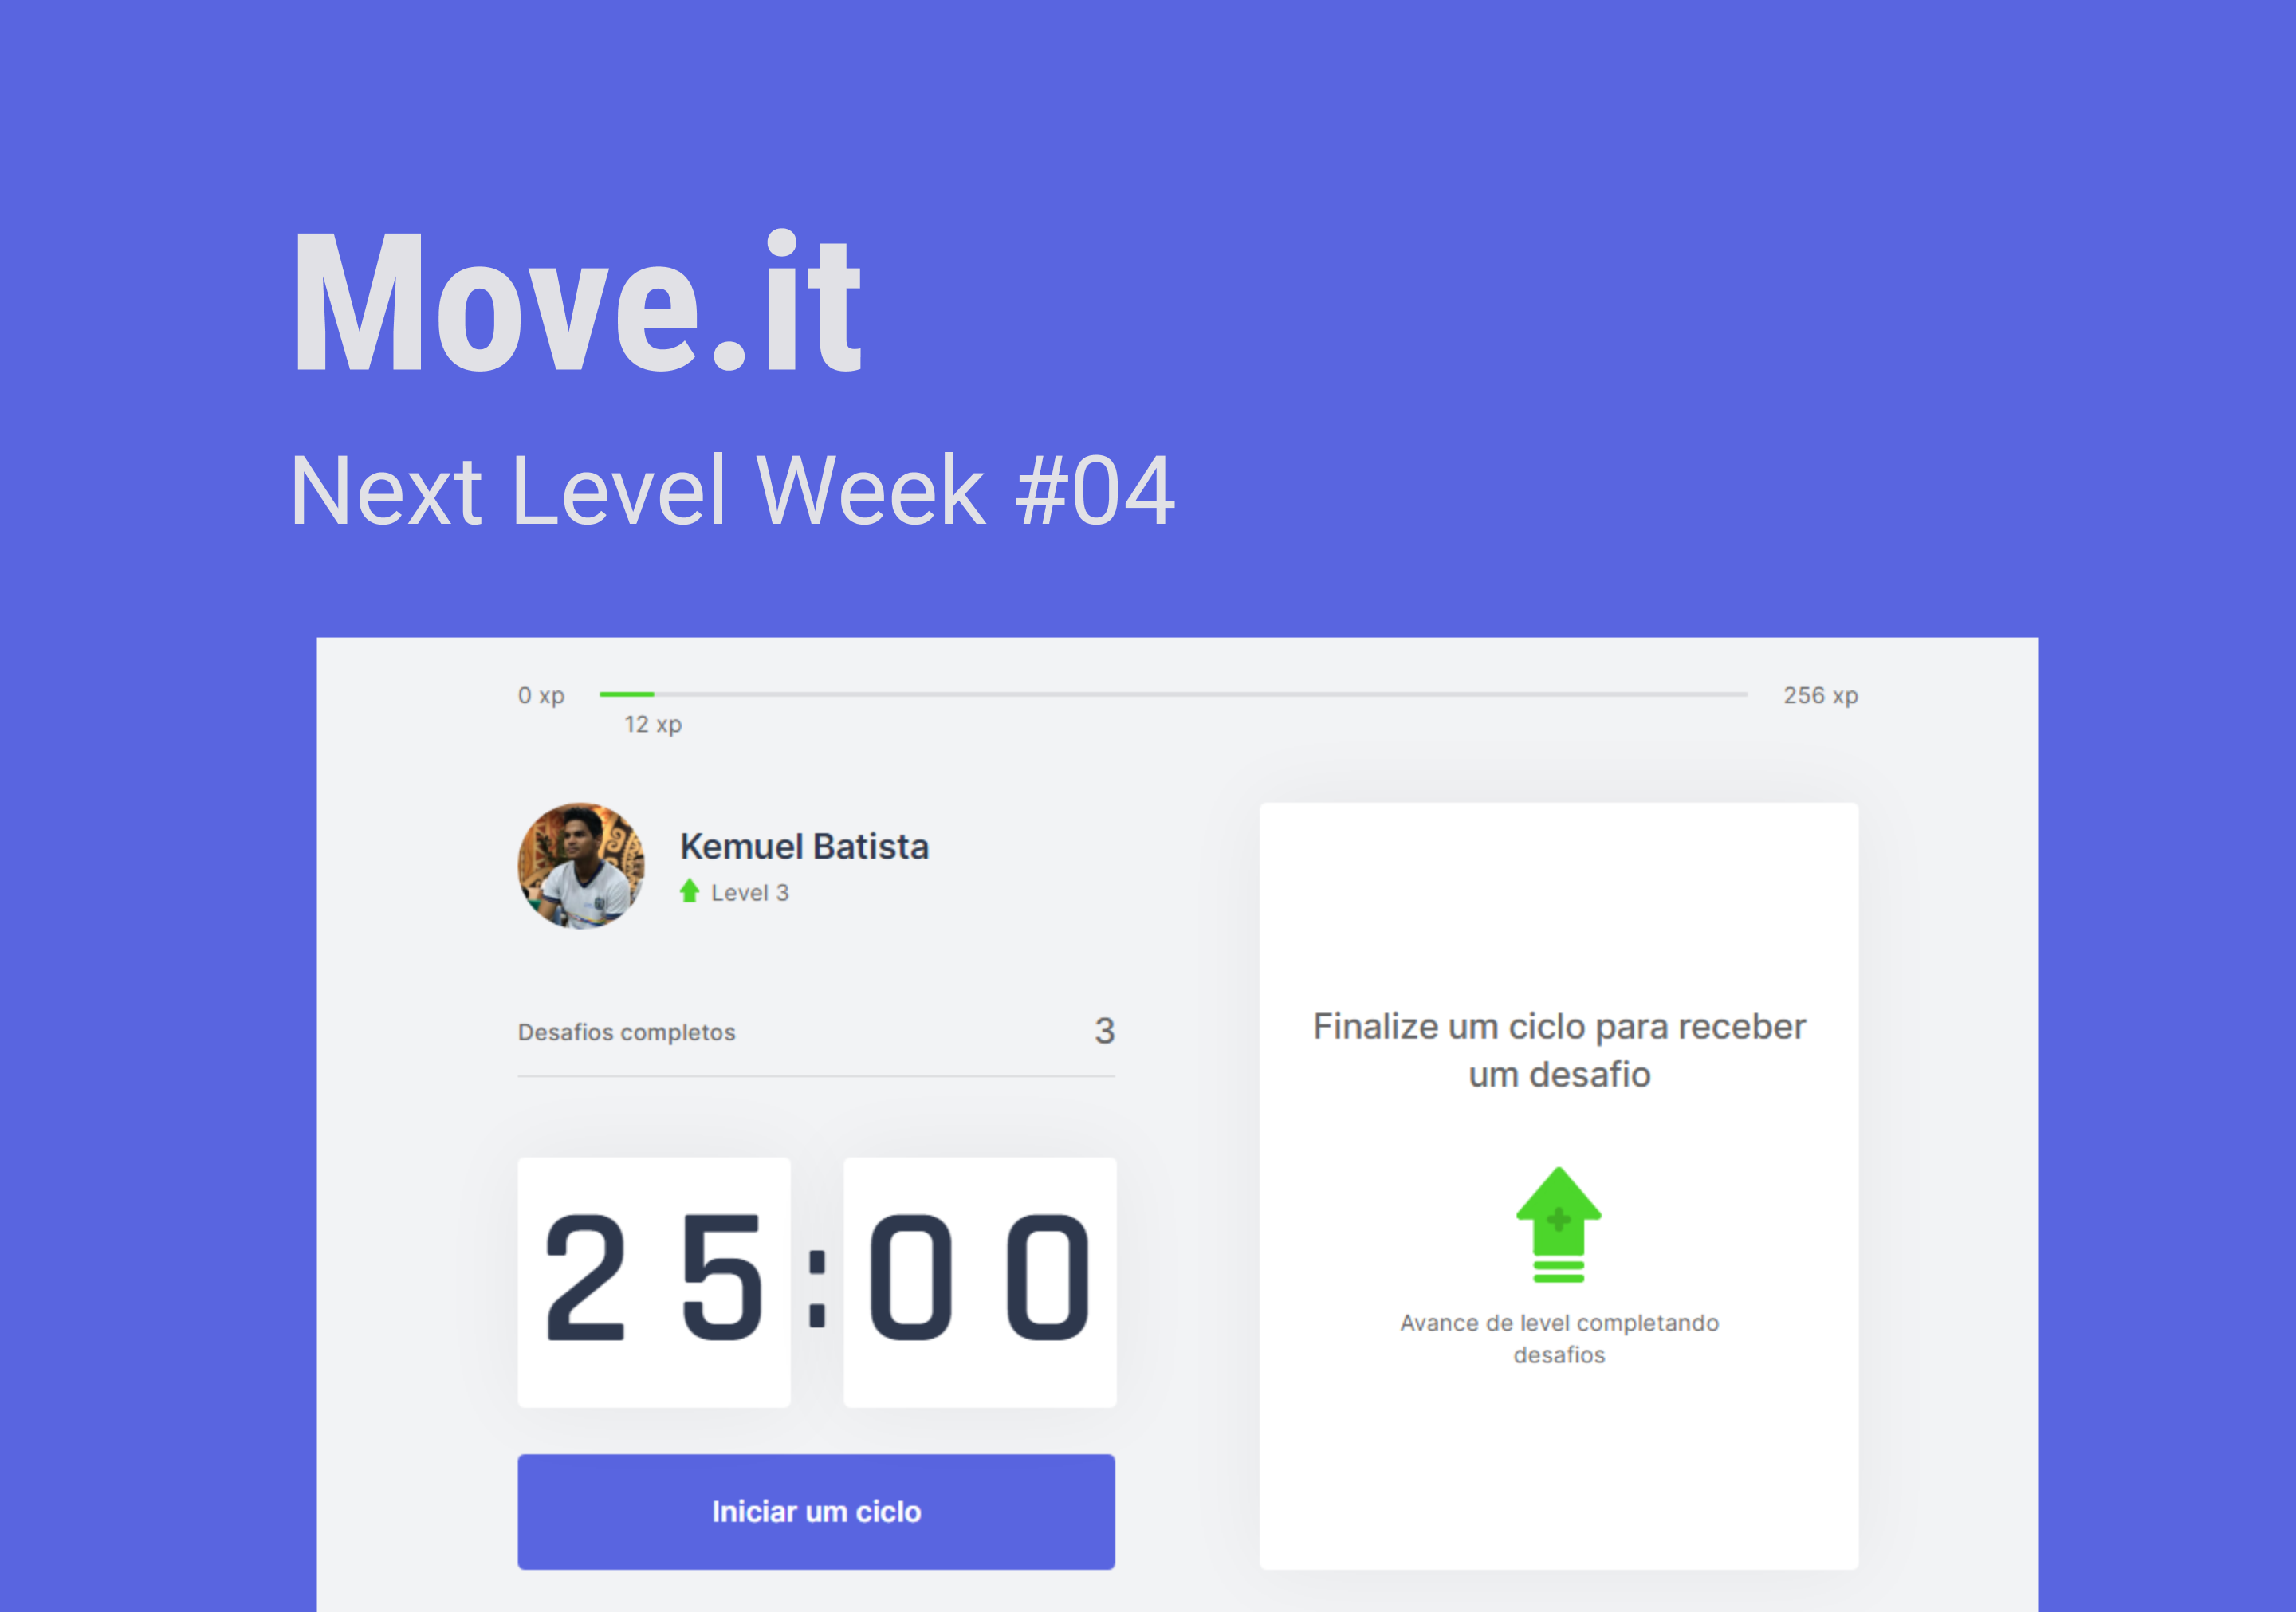 Move.it
Next Level Week #04
0 xp
256 xp
12 xp
Kemuel Batista
Level 3
Desafios completos
3
25:00
Iniciar um ciclo
Finalize um ciclo para receber
um desafio
Avance de level completando
desafios